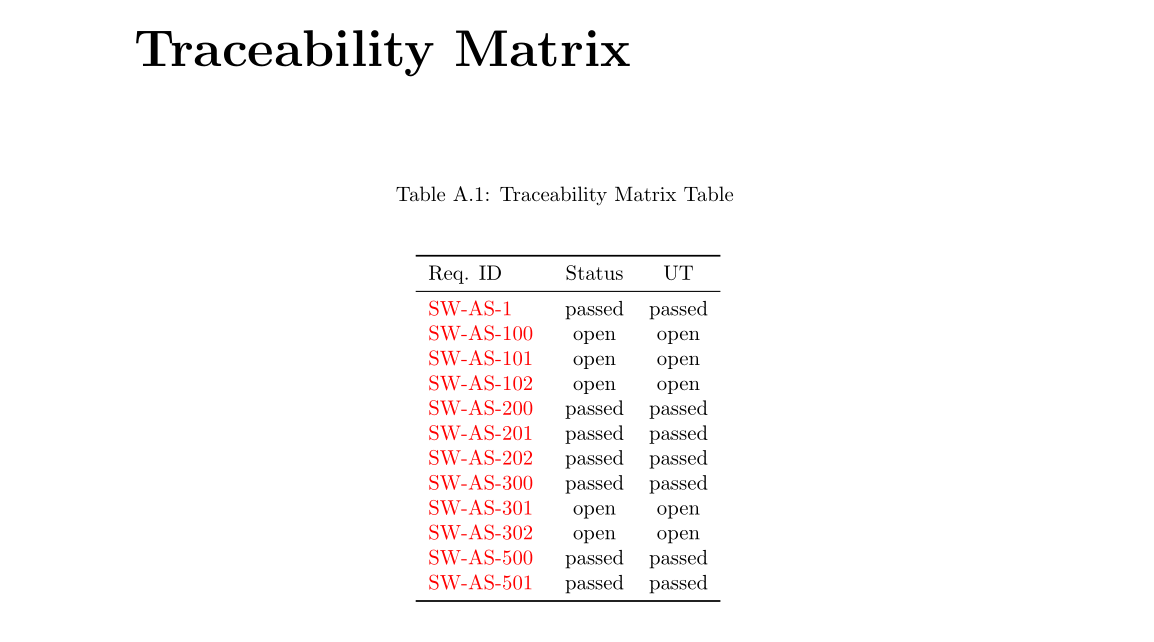 Traceability Matrix
Table A.1: Traceability Matrix Table
Req. ID Status UT
SW-AS-1 passed passed
SW-AS-100 open open
SW-AS-101 open open
SW-AS-102 open open
SW-AS-200 passed passed
SW-AS-201 passed passed
SW-AS-202 passed passed
SW-AS-300 passed passed
SW-AS-301 open open
SW-AS-302 open open
SW-AS-500 passed passed
SW-AS-501 passed passed